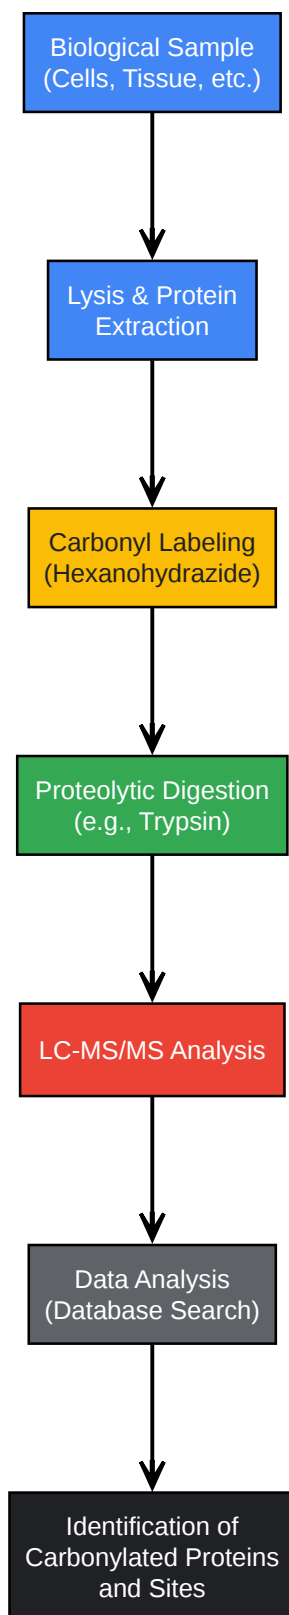 Biological Sample
(Cells, Tissue, etc.)
Lysis & Protein
Extraction
Carbonyl Labeling
(Hexanohydrazide)
Proteolytic Digestion
(e.g., Trypsin)
LC-MS/MS Analysis
Data Analysis
(Database Search)
Identification of
Carbonylated Proteins
and Sites